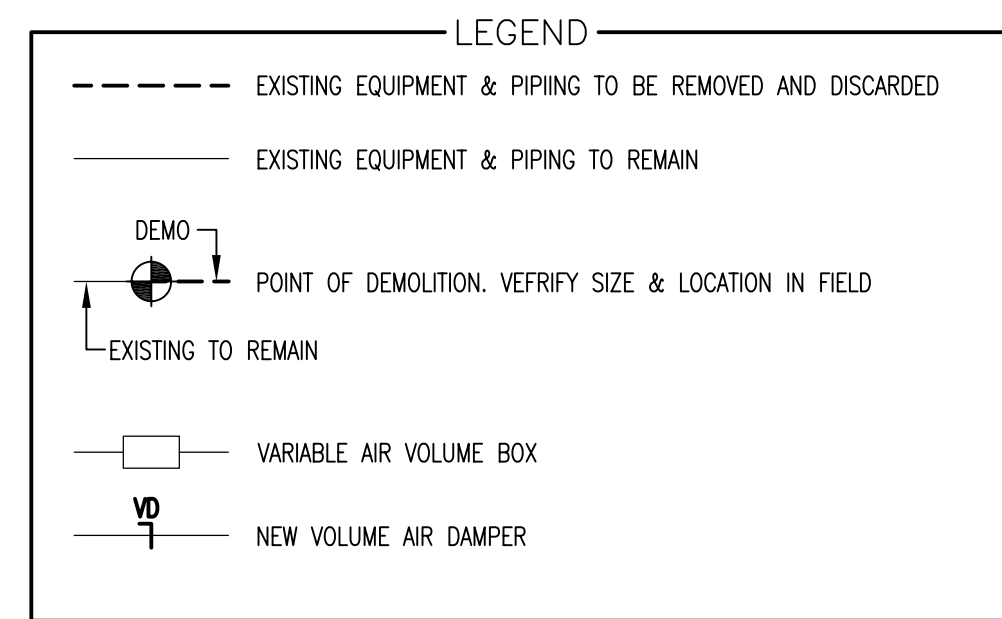 LEGEND
EXISTING EQUIPMENT & PIPIING TO BE REMOVED AND DISCARDED
EXISTING EQUIPMENT & PIPING TO REMAIN
DEMO
POINT OF DEMOLITION. VEFRIFY SIZE & LOCATION IN FIELD
EXISTING TO REMAIN
VARIABLE AIR VOLUME BOX
VD
NEW VOLUME AIR DAMPER